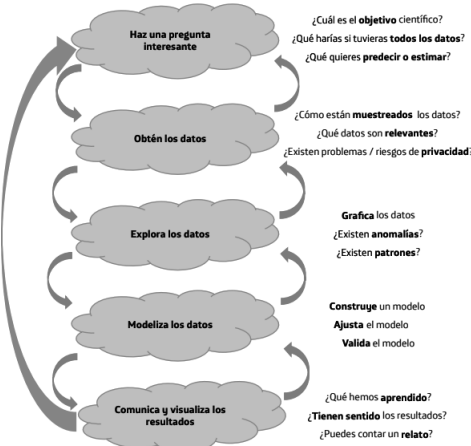 Haz una pregunta
interesante
¿Cuál es el objetivo científico?
¿Qué harías si tuvieras todos los datos?
¿Qué quieres predecir o estimar?
Obtén los datos
¿Cómo están muestreados los datos?
¿Qué datos son relevantes?
¿Existen problemas / riesgos de privacidad?
Explora los datos
Grafica los datos
¿Existen anomalías?
¿Existen patrones?
Modeliza los datos
Construye un modelo
Ajusta el modelo
Valida el modelo
Comunica y visualiza los
resultados
¿Qué hemos aprendido?
¿Tienen sentido los resultados?
¿Puedes contar un relato?